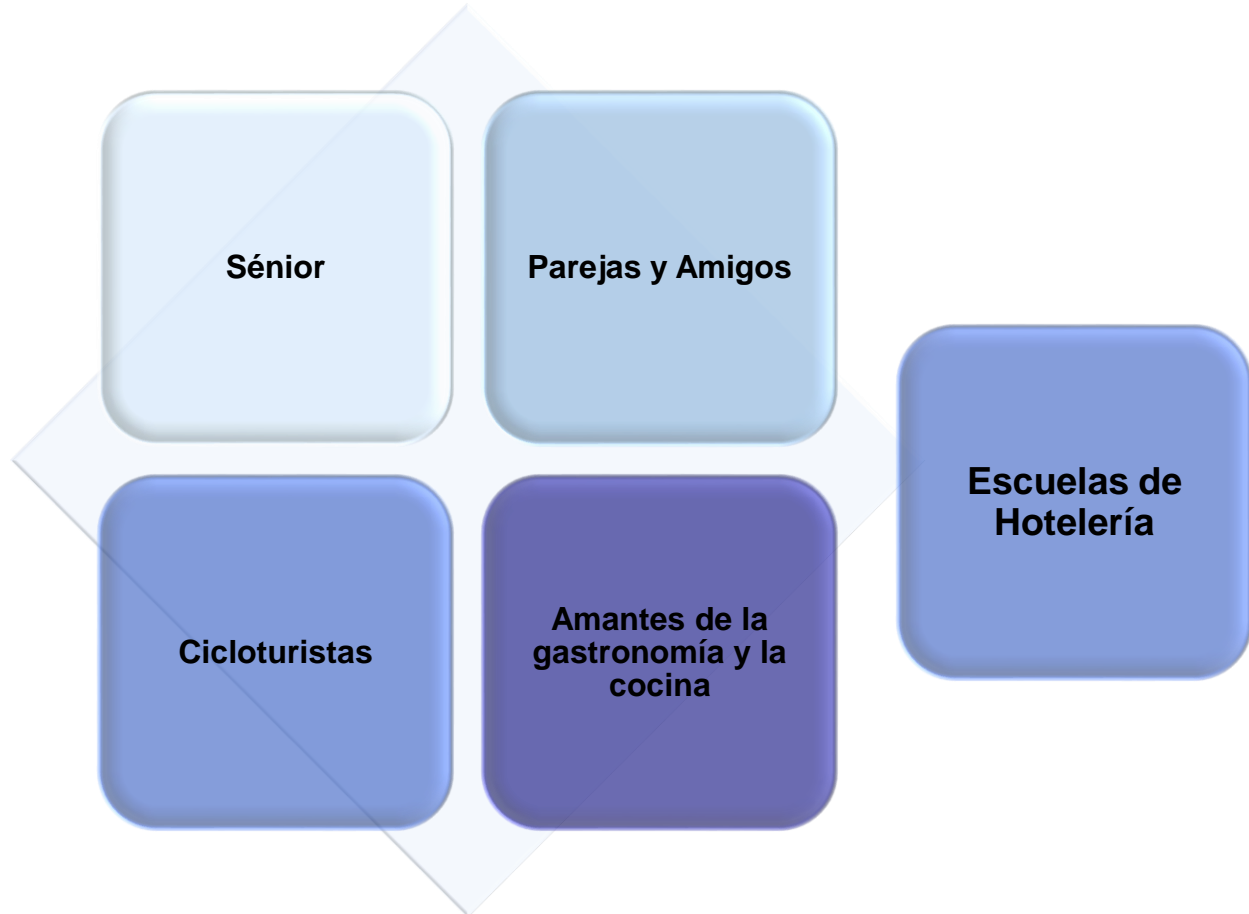 Sénior
Parejas y Amigos
Escuelas de
Hotelería
Cicloturistas
Amantes de la
gastronomía y la
cocina